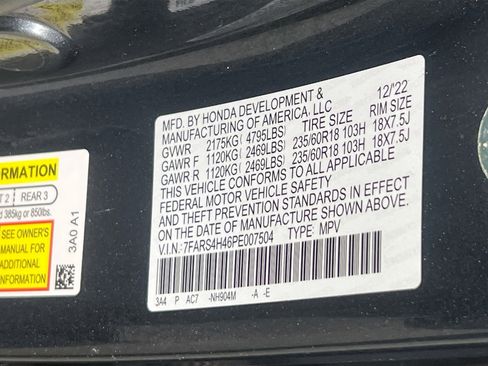 MFD. BY HONDA DEVELOPMENT &
MANUFACTURING OF AMERICA, LLC 12/'22
GVWR 2175KG( 4795LBS) TIRE SIZE RIM SIZE
GAWR F 1120KG( 2469LBS) 235/60R18 103H 18X7.5J
GAWR R 1120KG( 2469LBS) 235/60R18 103H 18X7.5J
THIS VEHICLE CONFORMS TO ALL APPLICABLE
FEDERAL MOTOR VEHICLE SAFETY
AND THEFT PREVENTION STANDARDS IN EFFECT
ON THE DATE OF MANUFACTURE SHOWN ABOVE.
V.I.N.: 7FARS4H46PE007504 TYPE: MPV
3A4 P AC7 -NH904M -A -E
ORMATION
T 2 REAR 3
d 385kg or 850lbs.
SEE OWNER'S
MANUAL FOR
ADDITIONAL
INFORMATION
3A0 A1